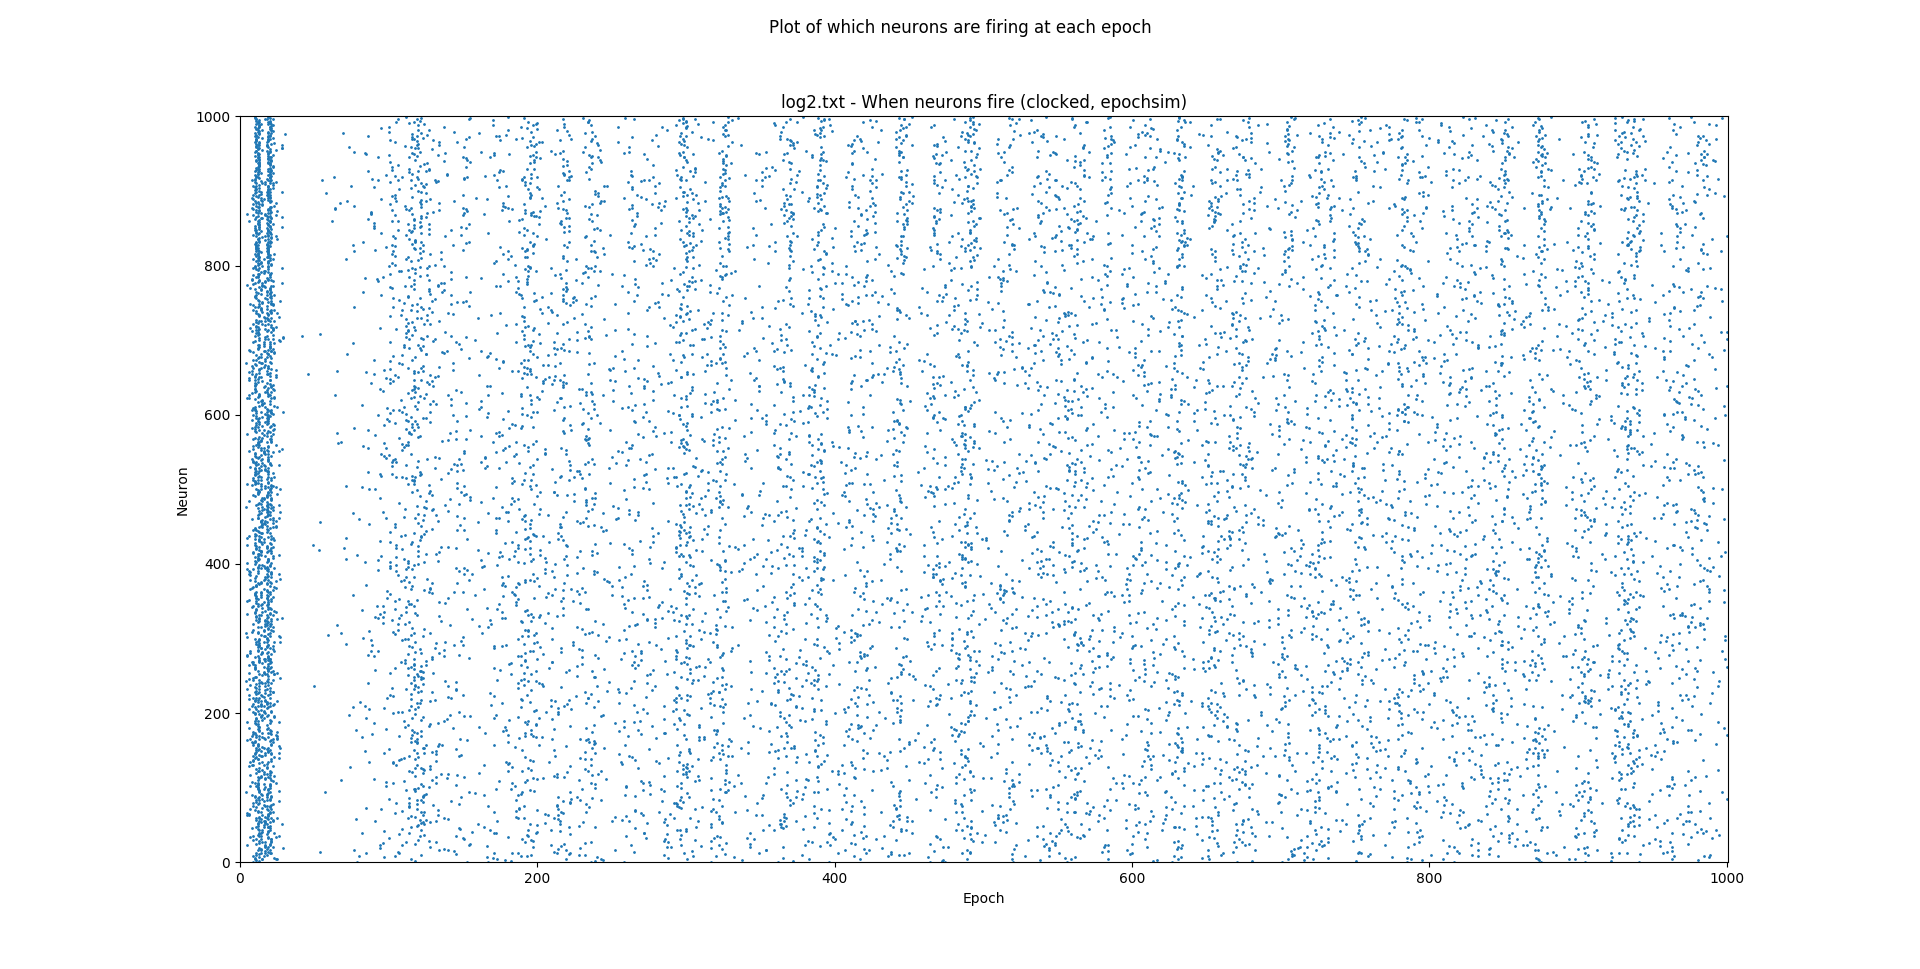 Plot of which neurons are firing at each epoch
log2.txt - When neurons fire (clocked, epochsim)
1000
800
600
400
200
0
Neuron
0 200 400 600 800 1000
Epoch